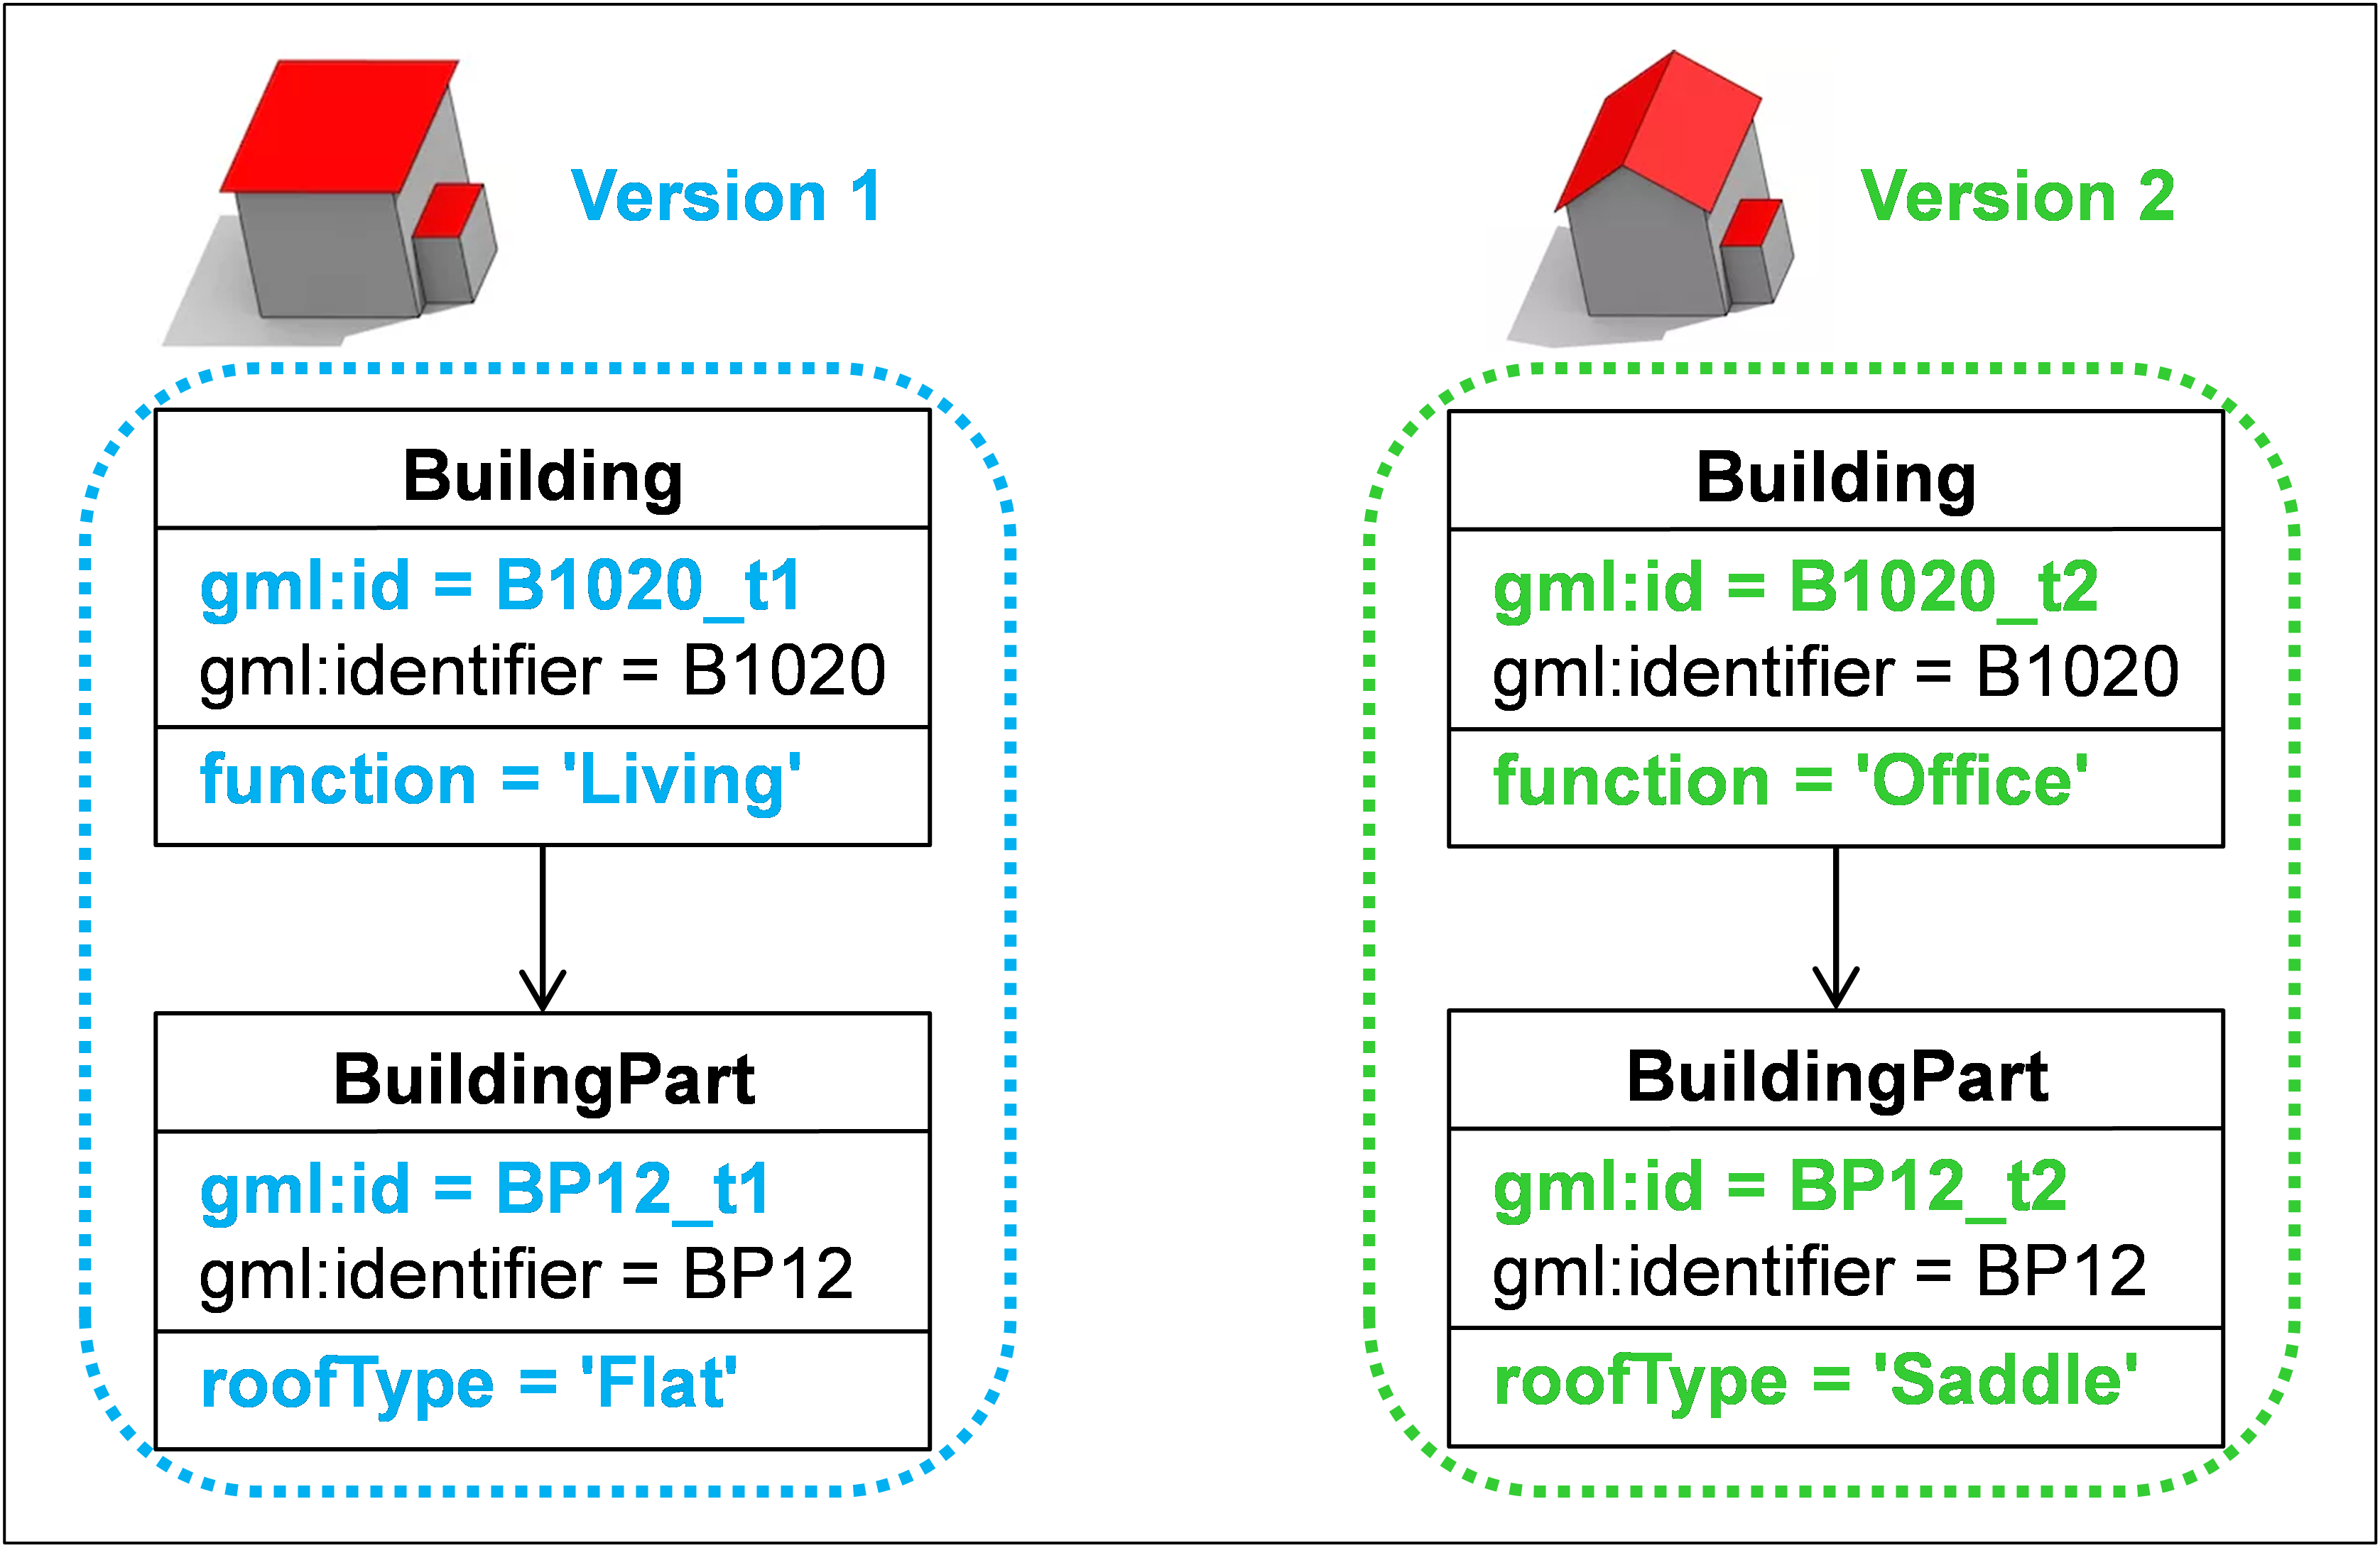 Version 1
Building
gml:id = B1020_t1
gml:identifier = B1020
function = 'Living'
BuildingPart
gml:id = BP12_t1
gml:identifier = BP12
roofType = 'Flat'
Version 2
Building
gml:id = B1020_t2
gml:identifier = B1020
function = 'Office'
BuildingPart
gml:id = BP12_t2
gml:identifier = BP12
roofType = 'Saddle'